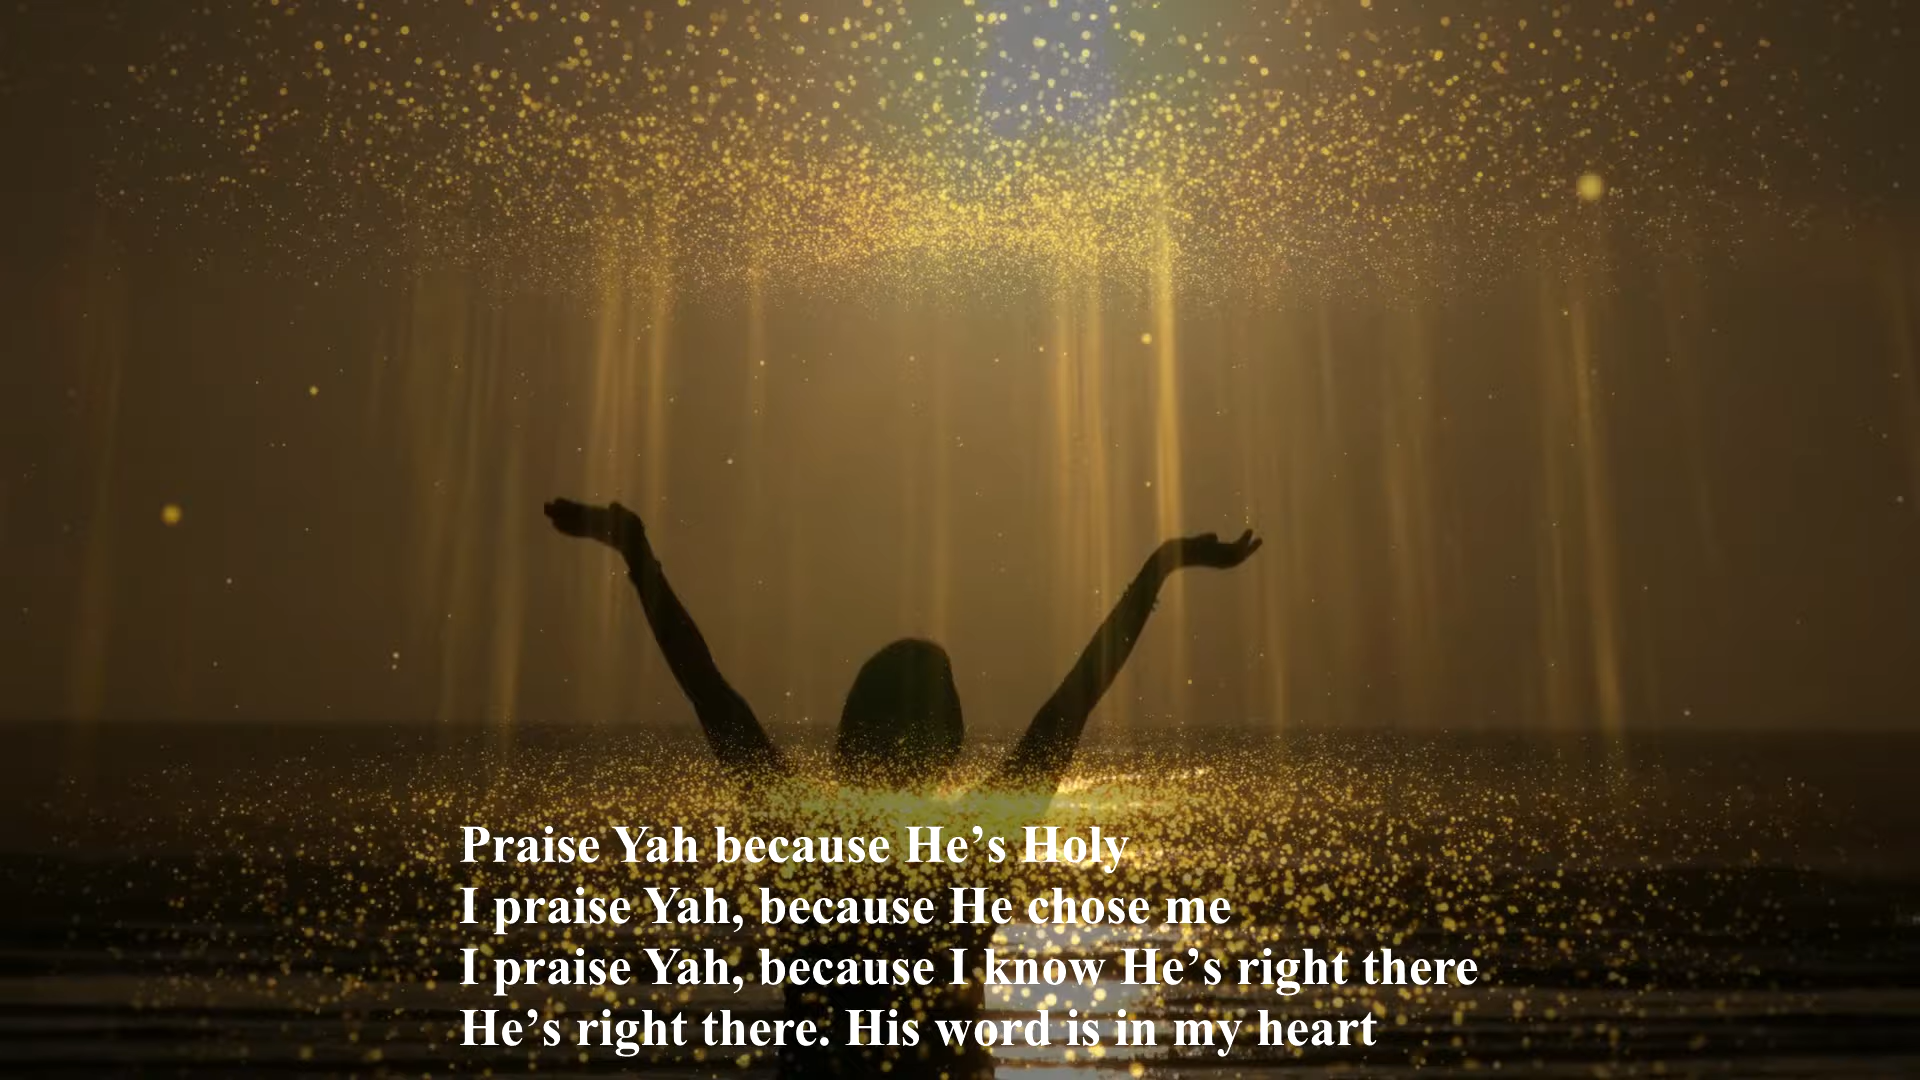 Praise Yah because He’s Holy
I praise Yah, because He chose me
I praise Yah, because I know He’s right there
He’s right there. His word is in my heart